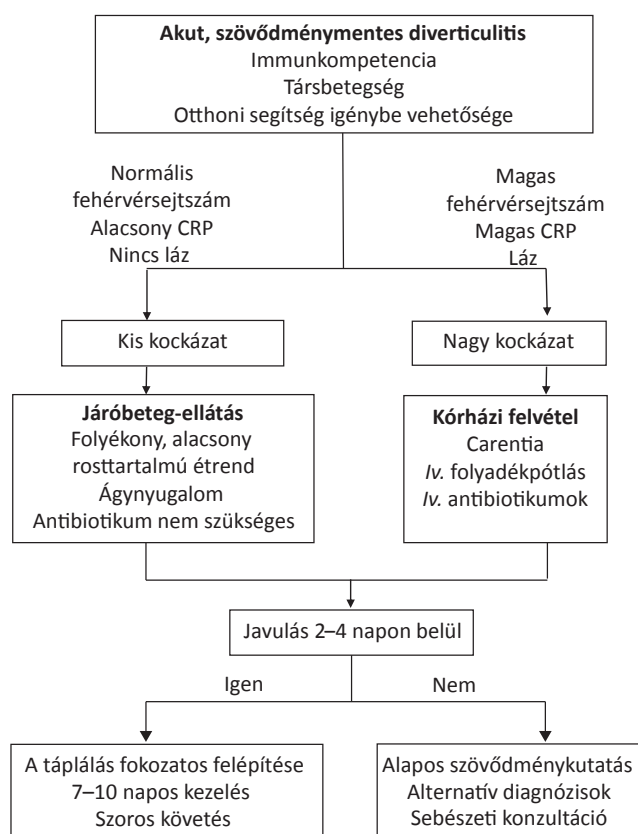 Akut, szövődménymentes diverticulitis
Immunkompetencia
Társbetegség
Otthoni segítség igénybe vehetősége
Normális
fehérvérsejtszám
Alacsony CRP
Nincs láz
Magas
fehérvérsejtszám
Magas CRP
Láz
Kis kockázat
Nagy kockázat
Járóbeteg-ellátás
Folyékony, alacsony
rosttartalmú étrend
Ágynyugalom
Antibiotikum nem szükséges
Kórházi felvétel
Carentia
Iv. folyadékpótlás
Iv. antibiotikumok
Javulás 2–4 napon belül
Igen
Nem
A táplálás fokozatos felépítése
7–10 napos kezelés
Szoros követés
Alapos szövődménykutatás
Alternatív diagnózisok
Sebészeti konzultáció